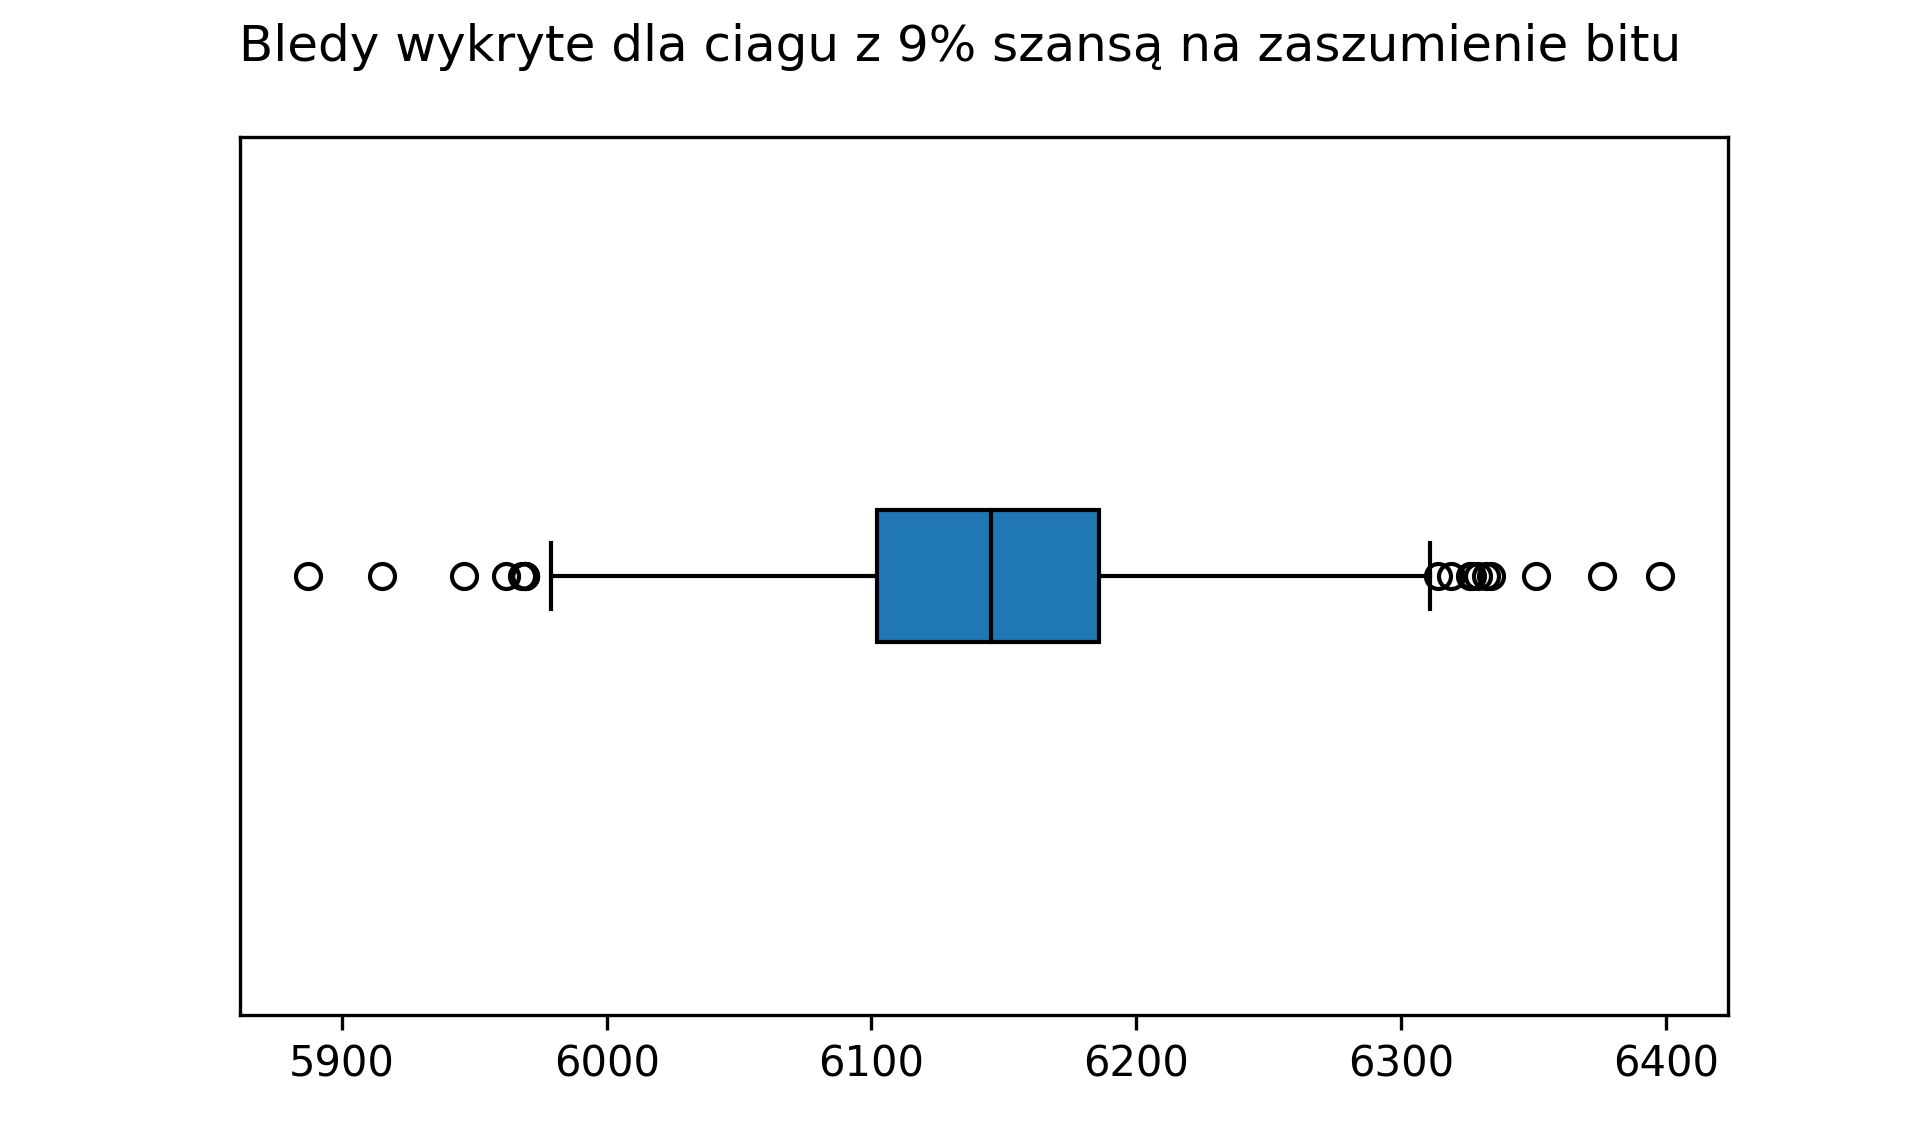 Bledy wykryte dla ciagu z 9% szansą na zaszumienie bitu
5900 6000 6100 6200 6300 6400